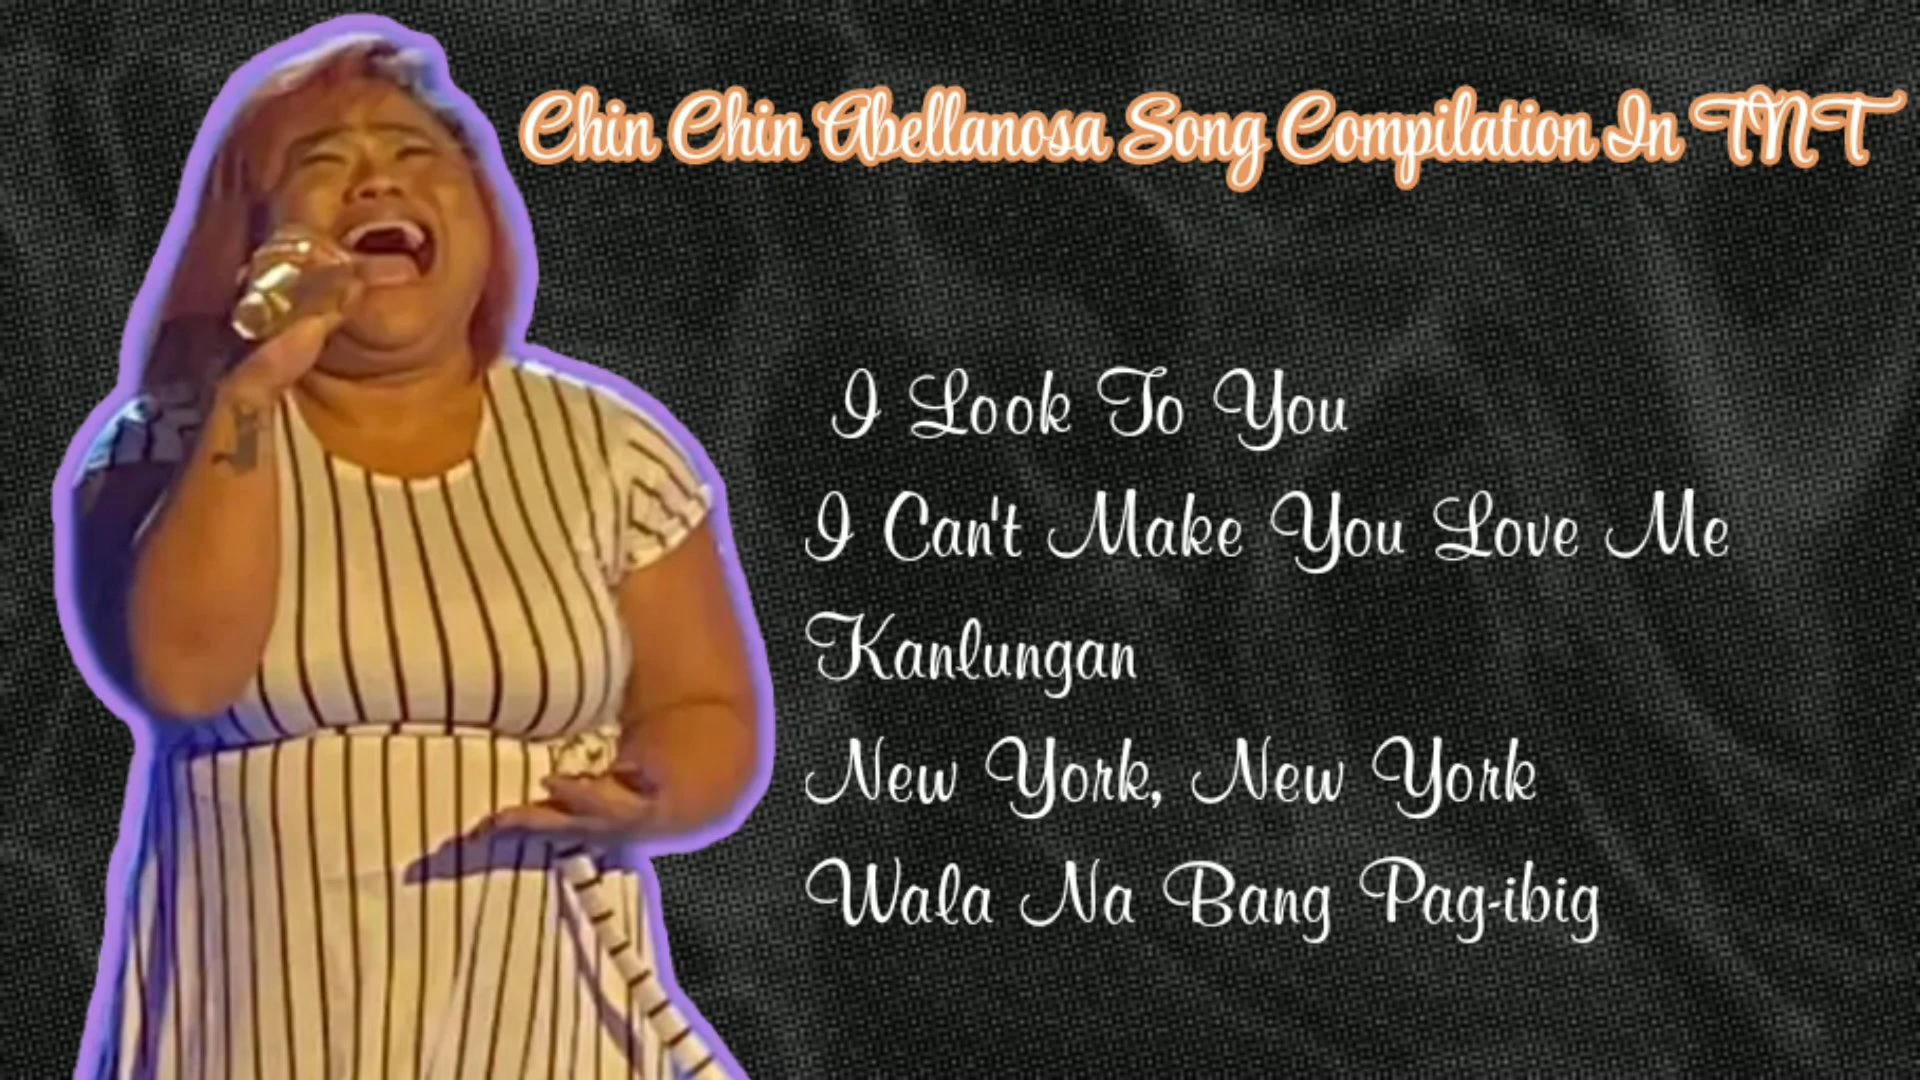 Chin Chin Abellanosa Song Compilation In TNT
I Look To You
I Can't Make You Love Me
Kanlungan
New York, New York
Wala Na Bang Pag-ibig